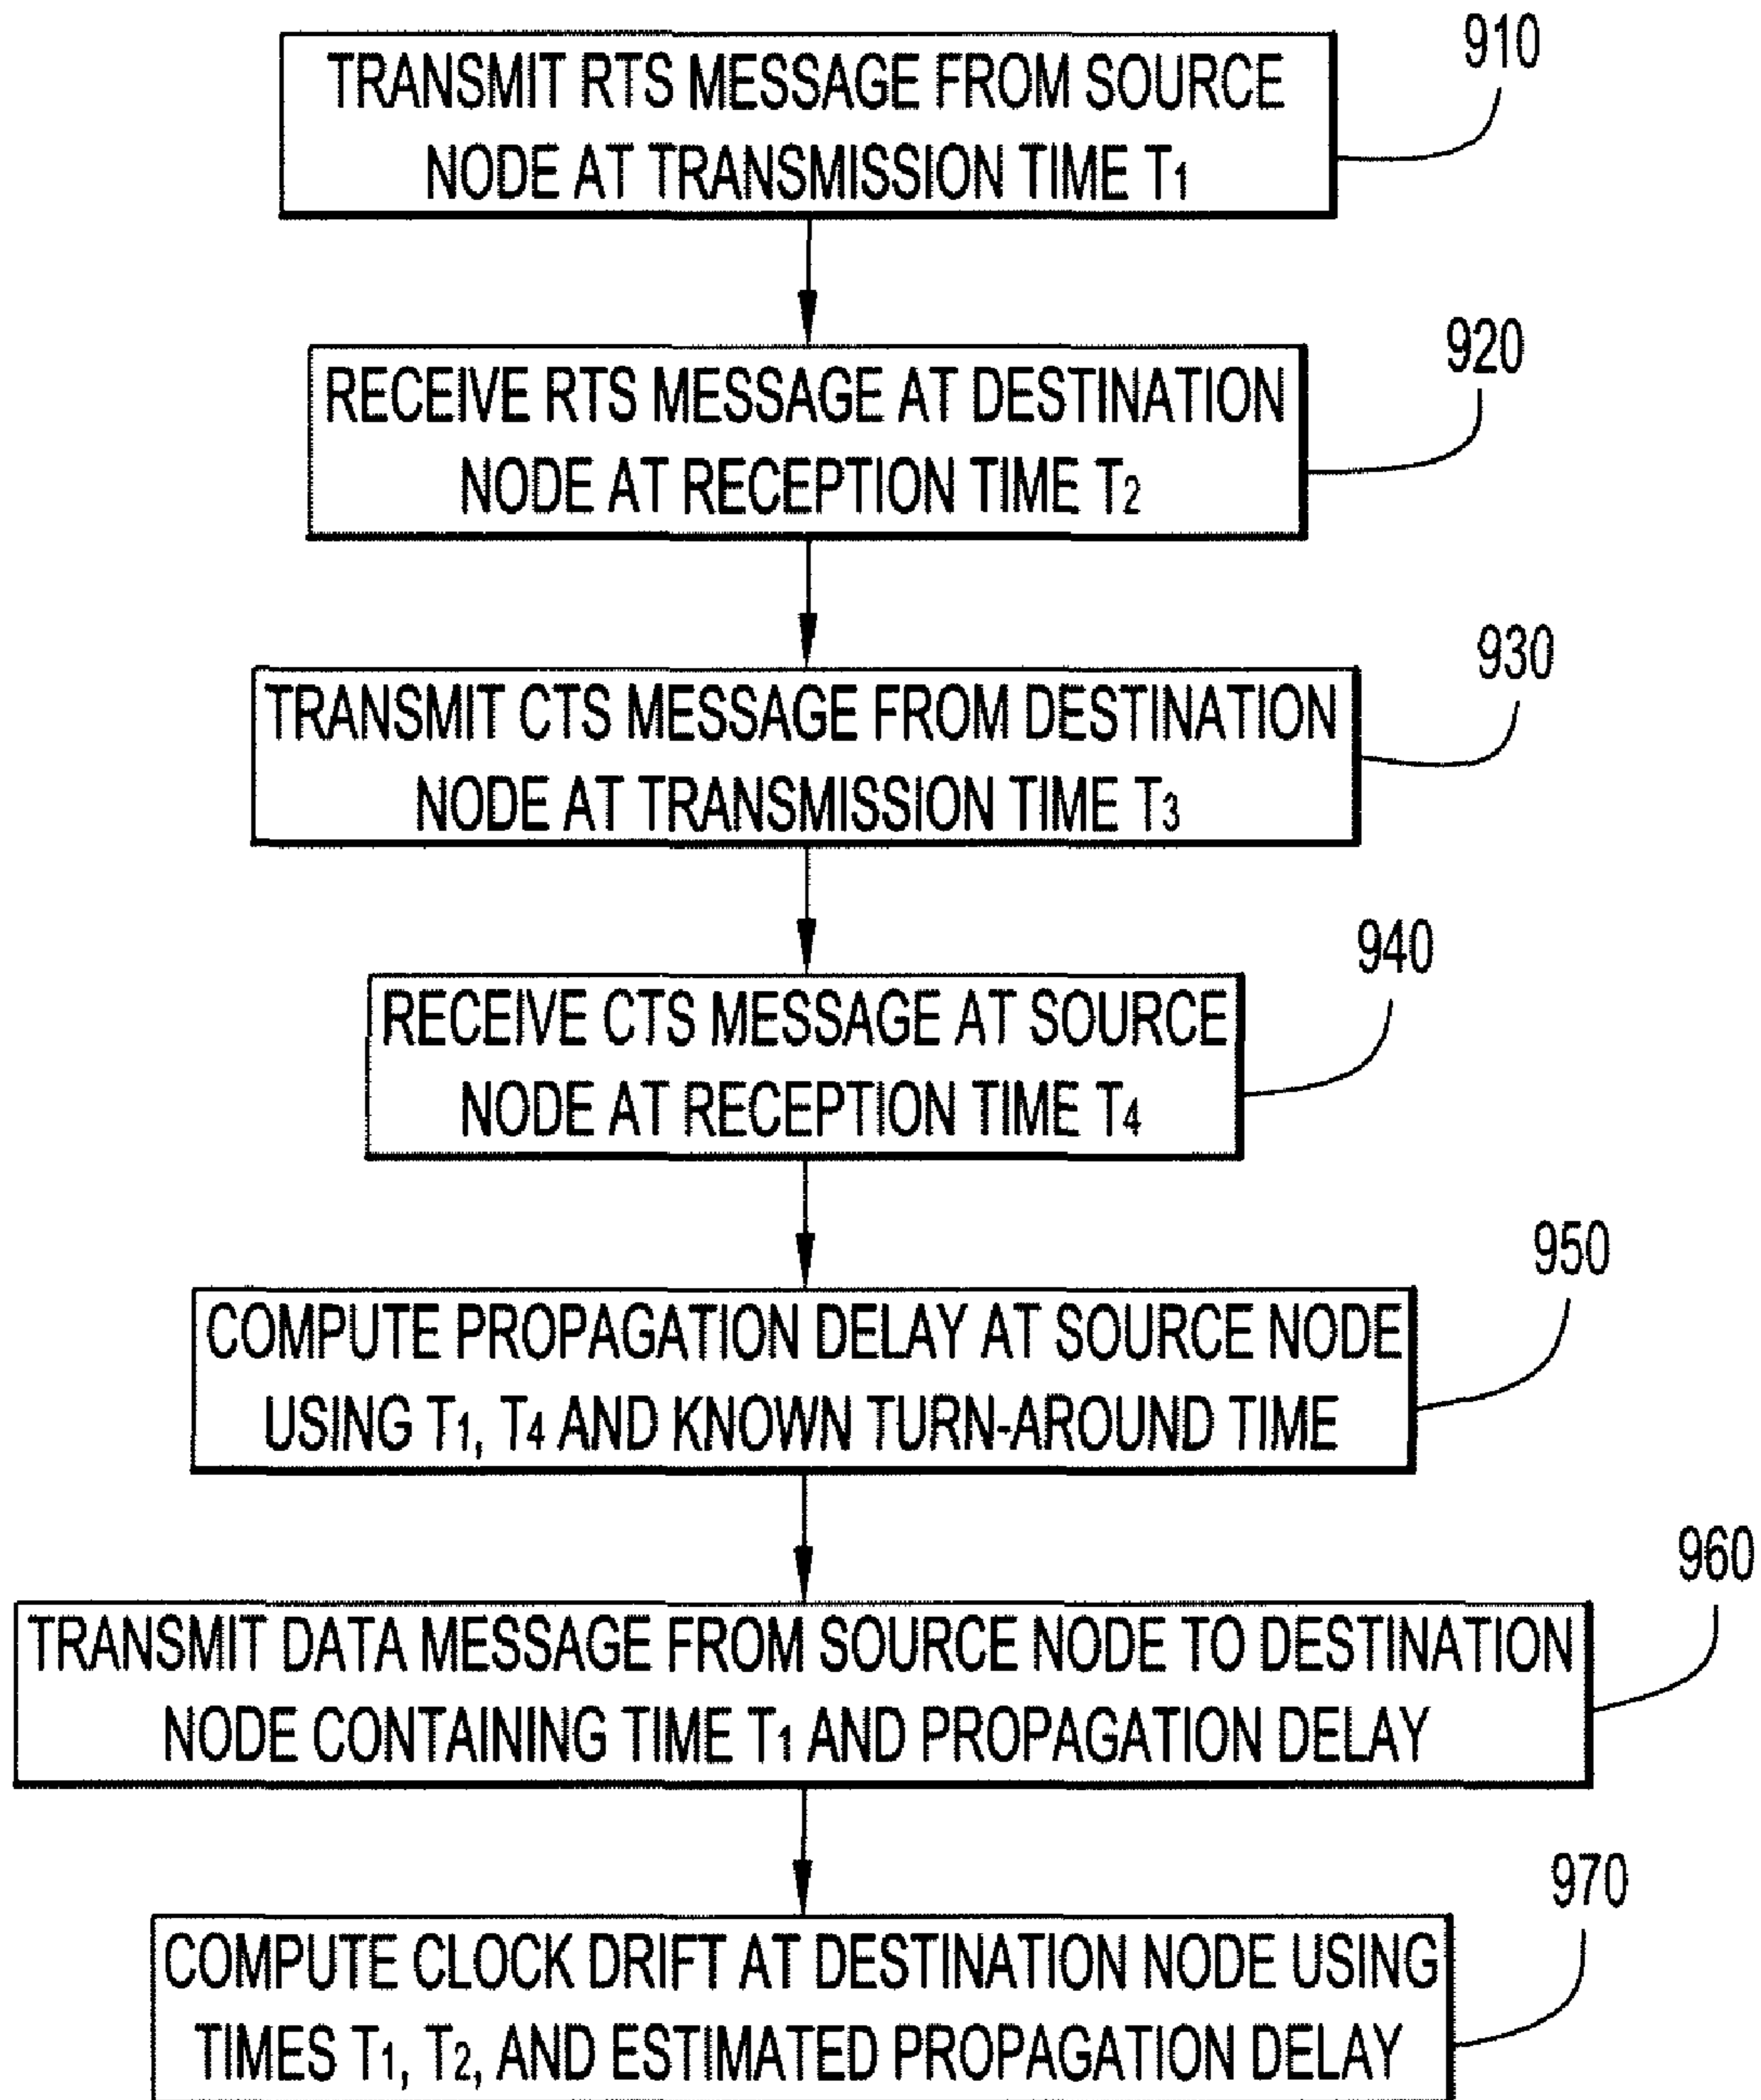 910
TRANSMIT RTS MESSAGE FROM SOURCE
NODE AT TRANSMISSION TIME T1
920
RECEIVE RTS MESSAGE AT DESTINATION
NODE AT RECEPTION TIME T2
930
TRANSMIT CTS MESSAGE FROM DESTINATION
NODE AT TRANSMISSION TIME T3
940
RECEIVE CTS MESSAGE AT SOURCE
NODE AT RECEPTION TIME T4
950
COMPUTE PROPAGATION DELAY AT SOURCE NODE
USING T1, T4 AND KNOWN TURN-AROUND TIME
960
TRANSMIT DATA MESSAGE FROM SOURCE NODE TO DESTINATION
NODE CONTAINING TIME T1 AND PROPAGATION DELAY
970
COMPUTE CLOCK DRIFT AT DESTINATION NODE USING
TIMES T1, T2, AND ESTIMATED PROPAGATION DELAY